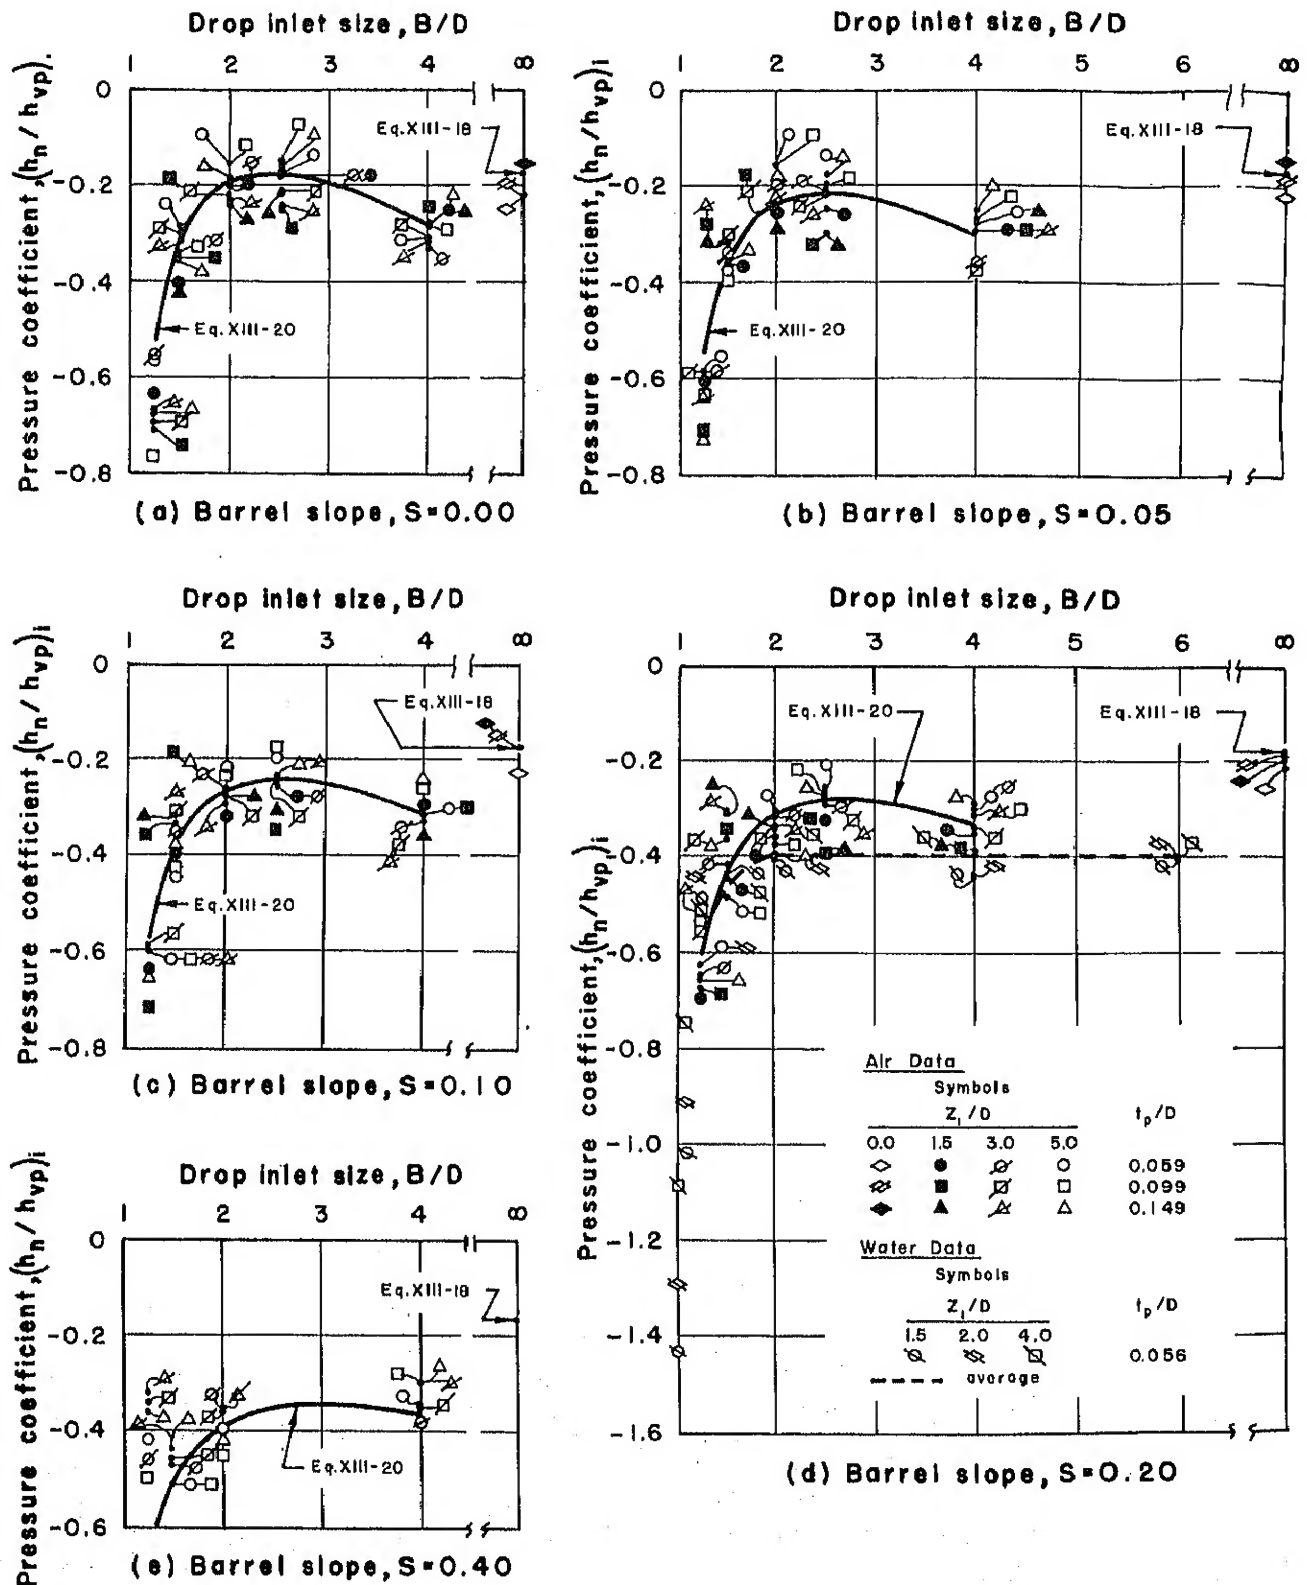 Drop inlet size, B/D
1 2 3 4 ∞
Pressure coefficient, (hn/hvp).
0
-0.2
-0.4
-0.6
-0.8
Eq.XIII-18
Eq.XIII-20
(a) Barrel slope, S=0.00
Drop inlet size, B/D
1 2 3 4 5 6 ∞
Pressure coefficient, (hn/hvp)i
0
-0.2
-0.4
-0.6
-0.8
Eq.XIII-18
Eq.XIII-20
(b) Barrel slope, S=0.05
Drop inlet size, B/D
1 2 3 4 ∞
Pressure coefficient, (hn/hvp)i
0
-0.2
-0.4
-0.6
-0.8
Eq.XIII-18
Eq.XIII-20
(c) Barrel slope, S=0.10
Drop inlet size, B/D
1 2 3 4 5 6 ∞
Pressure coefficient, (hn/hvp)i
0
-0.2
-0.4
-0.6
-0.8
-1.0
-1.2
-1.4
-1.6
Eq.XIII-20
Eq.XIII-18
Air Data
Symbols
Z1/D tp/D
0.0 1.5 3.0 5.0
0.059
0.099
0.149
Water Data
Symbols
Z1/D tp/D
1.5 2.0 4.0
0.056
average
(d) Barrel slope, S=0.20
Drop inlet size, B/D
1 2 3 4 ∞
Pressure coefficient, (hn/hvp)i
0
-0.2
-0.4
-0.6
Eq.XIII-18
Eq.XIII-20
(e) Barrel slope, S=0.40